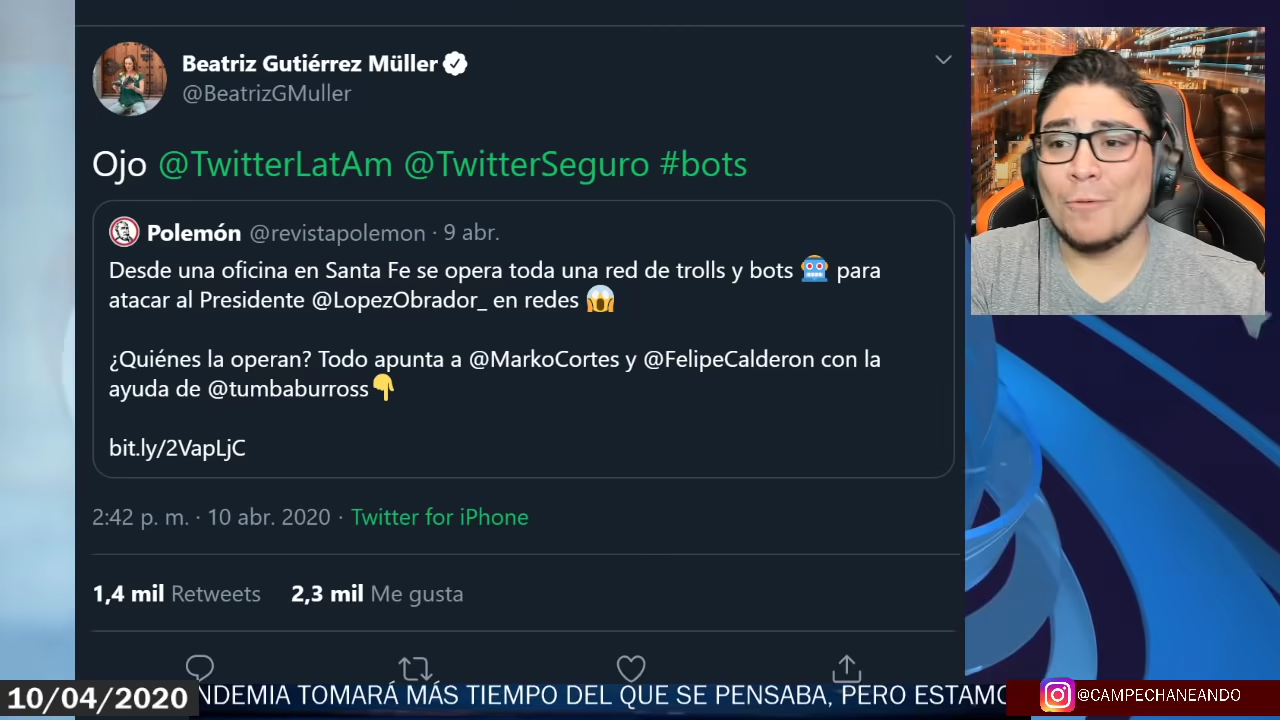 Beatriz Gutiérrez Müller
@BeatrizGMuller
Ojo @TwitterLatAm @TwitterSeguro #bots
Polemón @revistapolemon · 9 abr.
Desde una oficina en Santa Fe se opera toda una red de trolls y bots 🤖 para
atacar al Presidente @LopezObrador_ en redes 😱
¿Quiénes la operan? Todo apunta a @MarkoCortes y @FelipeCalderon con la
ayuda de @tumbaburross👇
bit.ly/2VapLjC
2:42 p. m. · 10 abr. 2020 · Twitter for iPhone
1,4 mil Retweets 2,3 mil Me gusta
10/04/2020
NDEMIA TOMARÁ MÁS TIEMPO DEL QUE SE PENSABA, PERO ESTAMO
@CAMPECHANEANDO